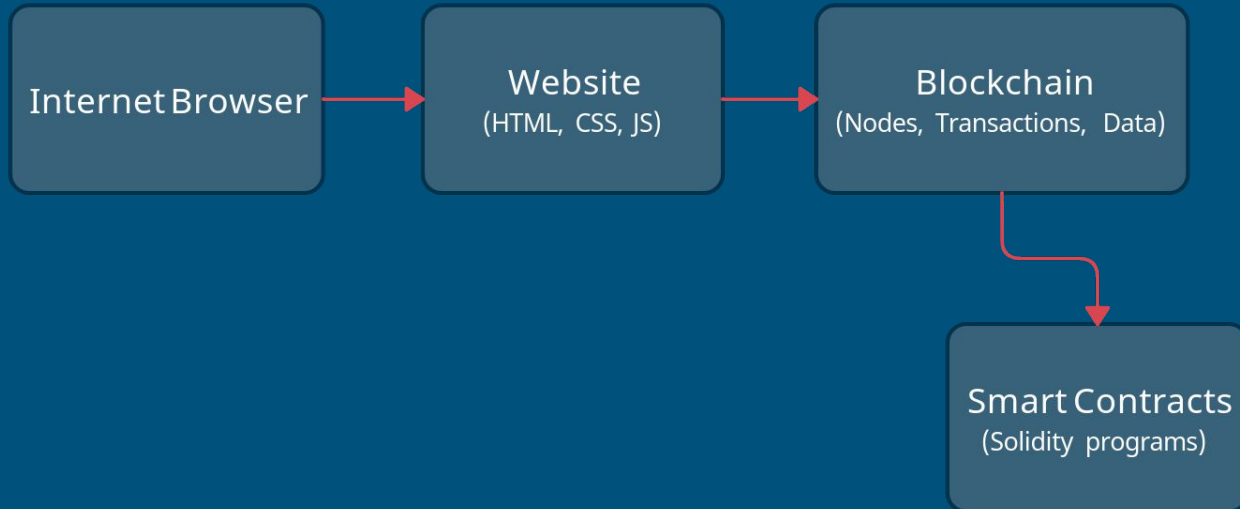 Internet Browser
Website
(HTML, CSS, JS)
Blockchain
(Nodes, Transactions, Data)
Smart Contracts
(Solidity programs)